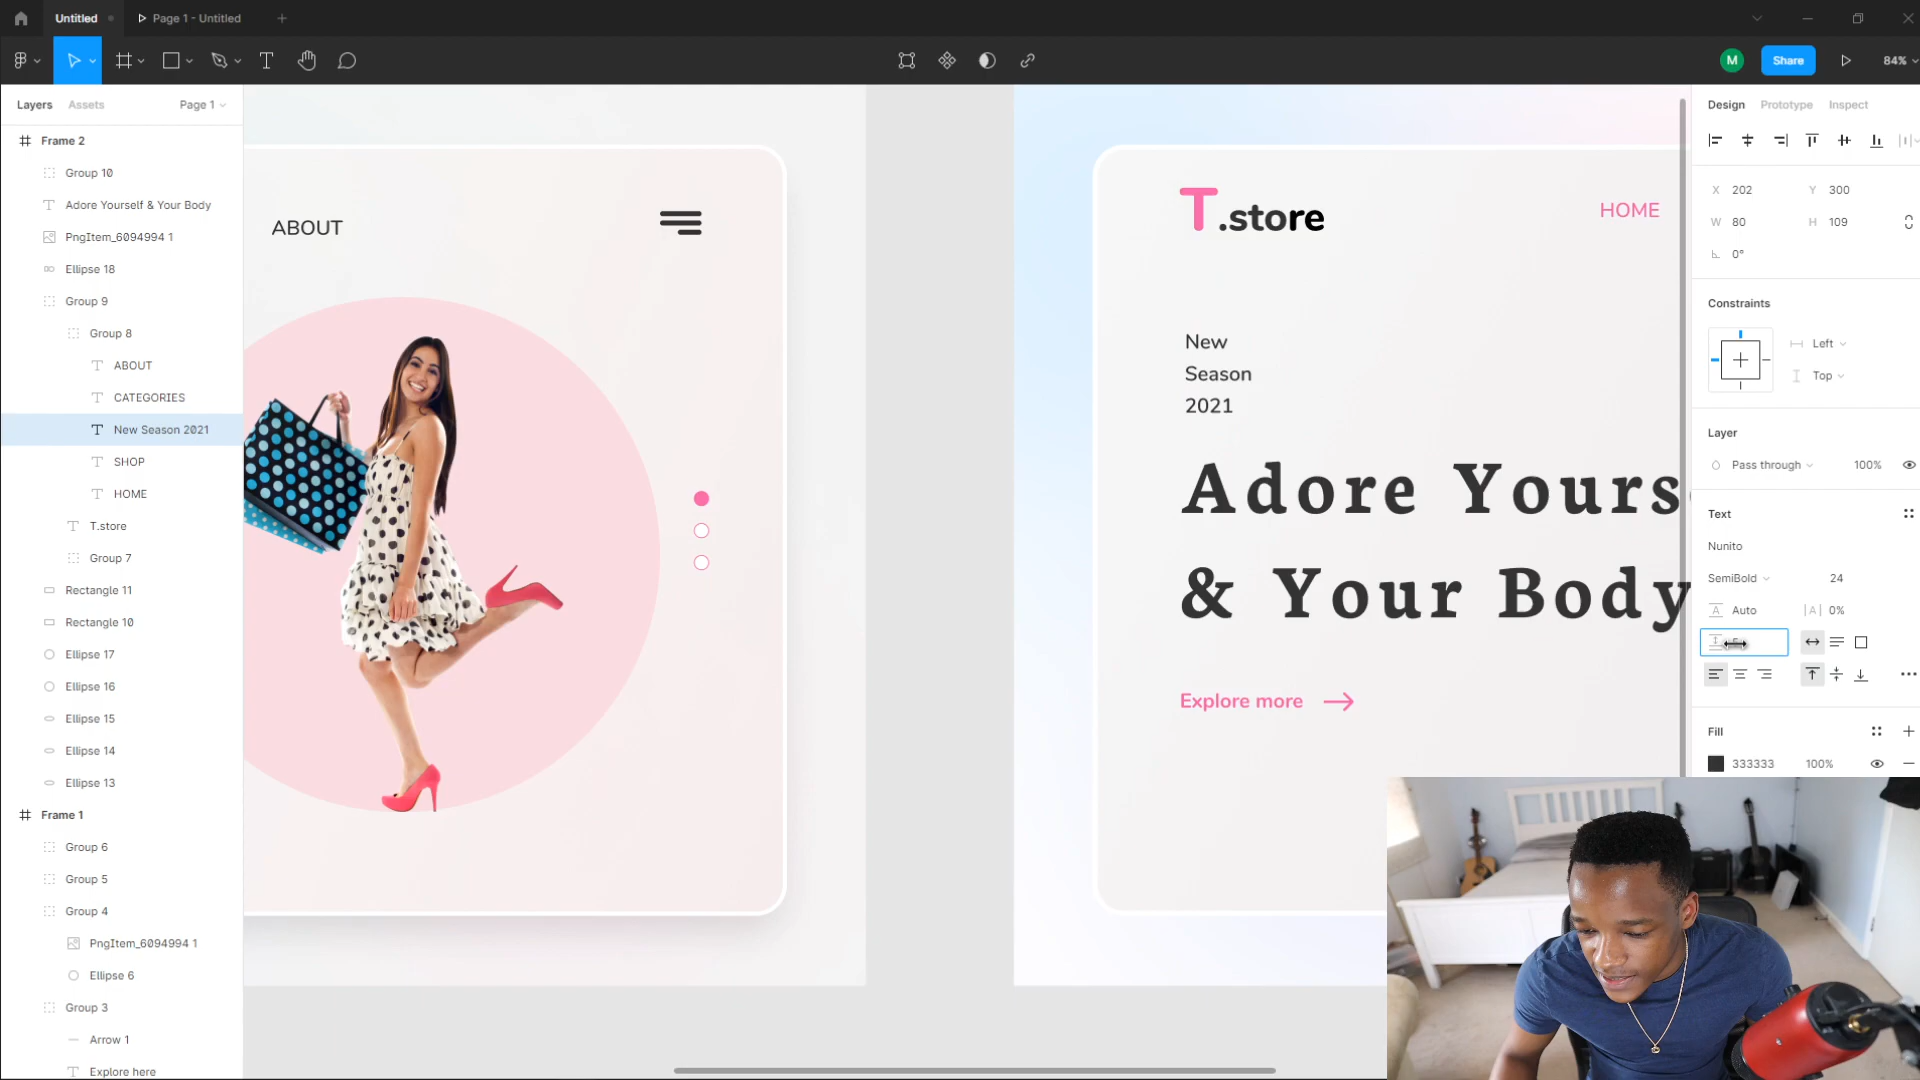 Untitled
Page 1 - Untitled
M
Share
84%
Layers
Assets
Page 1
Frame 2
Group 10
Adore Yourself & Your Body
PngItem_6094994 1
Ellipse 18
Group 9
Group 8
ABOUT
CATEGORIES
New Season 2021
SHOP
HOME
T.store
Group 7
Rectangle 11
Rectangle 10
Ellipse 17
Ellipse 16
Ellipse 15
Ellipse 14
Ellipse 13
Frame 1
Group 6
Group 5
Group 4
PngItem_6094994 1
Ellipse 6
Group 3
Arrow 1
Explore here
ABOUT
T.store
HOME
New
Season
2021
Adore Yours
& Your Body
Explore more
Design
Prototype
Inspect
X 202
Y 300
W 80
H 109
0°
Constraints
Left
Top
Layer
Pass through
100%
Text
Nunito
SemiBold
24
Auto
0%
Fill
333333
100%